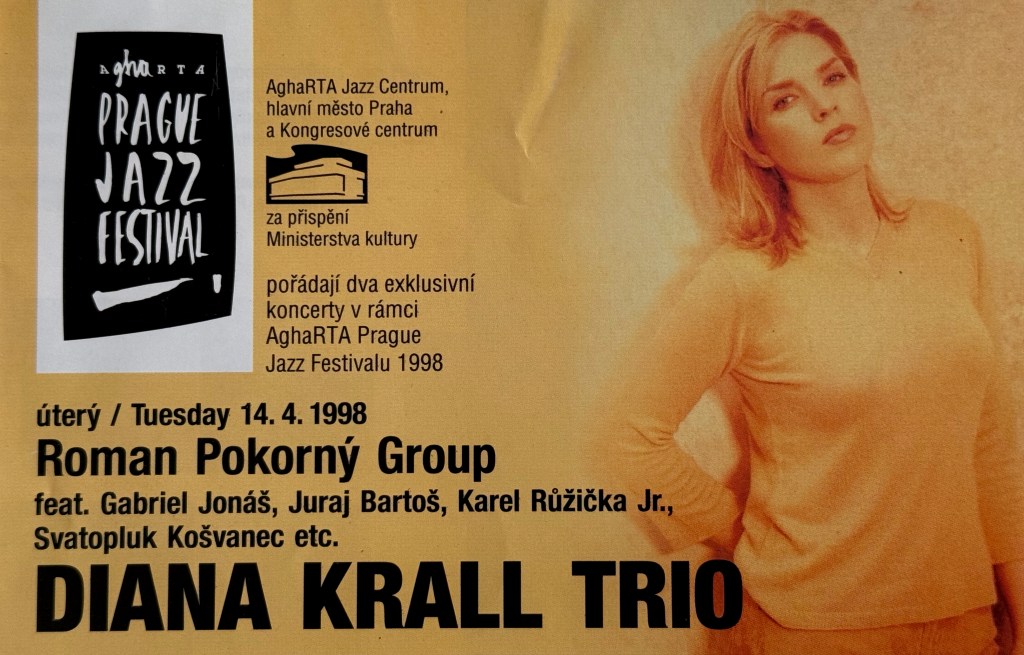 AghaRTA
PRAGUE
JAZZ
FESTIVAL
AghaRTA Jazz Centrum,
hlavní město Praha
a Kongresové centrum
za přispění
Ministerstva kultury
pořádají dva exklusivní
koncerty v rámci
AghaRTA Prague
Jazz Festivalu 1998
úterý / Tuesday 14. 4. 1998
Roman Pokorný Group
feat. Gabriel Jonáš, Juraj Bartoš, Karel Růžička Jr.,
Svatopluk Košvanec etc.
DIANA KRALL TRIO